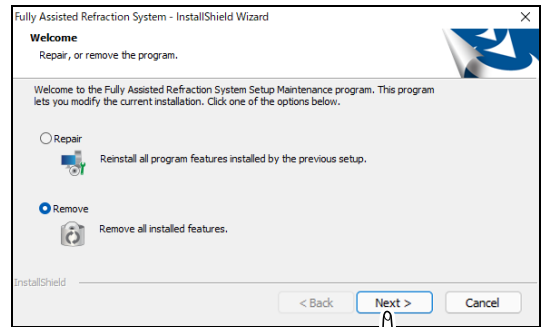 Fully Assisted Refraction System - InstallShield Wizard
Welcome
Repair, or remove the program.
Welcome to the Fully Assisted Refraction System Setup Maintenance program. This program
lets you modify the current installation. Click one of the options below.
Repair
Reinstall all program features installed by the previous setup.
Remove
Remove all installed features.
InstallShield
< Back Next > Cancel